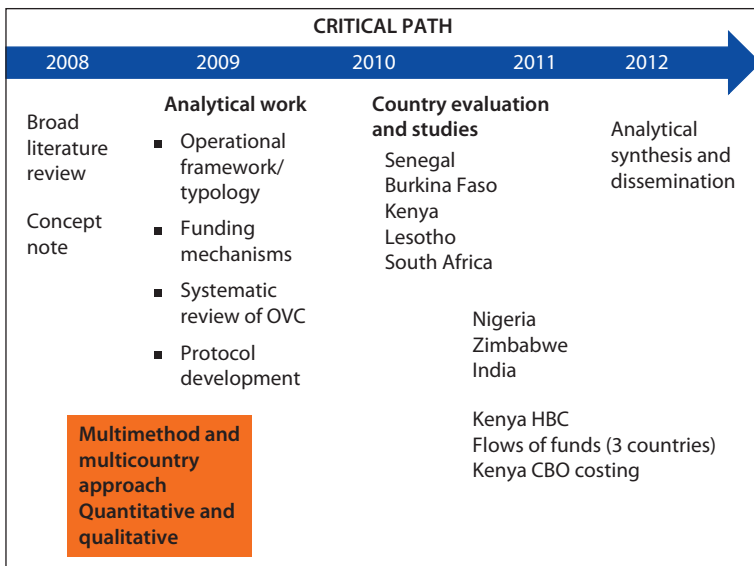 CRITICAL PATH
2008 2009 2010 2011 2012
Broad
literature
review
Concept
note
Analytical work
▪ Operational
framework/
typology
▪ Funding
mechanisms
▪ Systematic
review of OVC
▪ Protocol
development
Country evaluation
and studies
Senegal
Burkina Faso
Kenya
Lesotho
South Africa
Nigeria
Zimbabwe
India
Kenya HBC
Flows of funds (3 countries)
Kenya CBO costing
Analytical
synthesis and
dissemination
Multimethod and
multicountry
approach
Quantitative and
qualitative